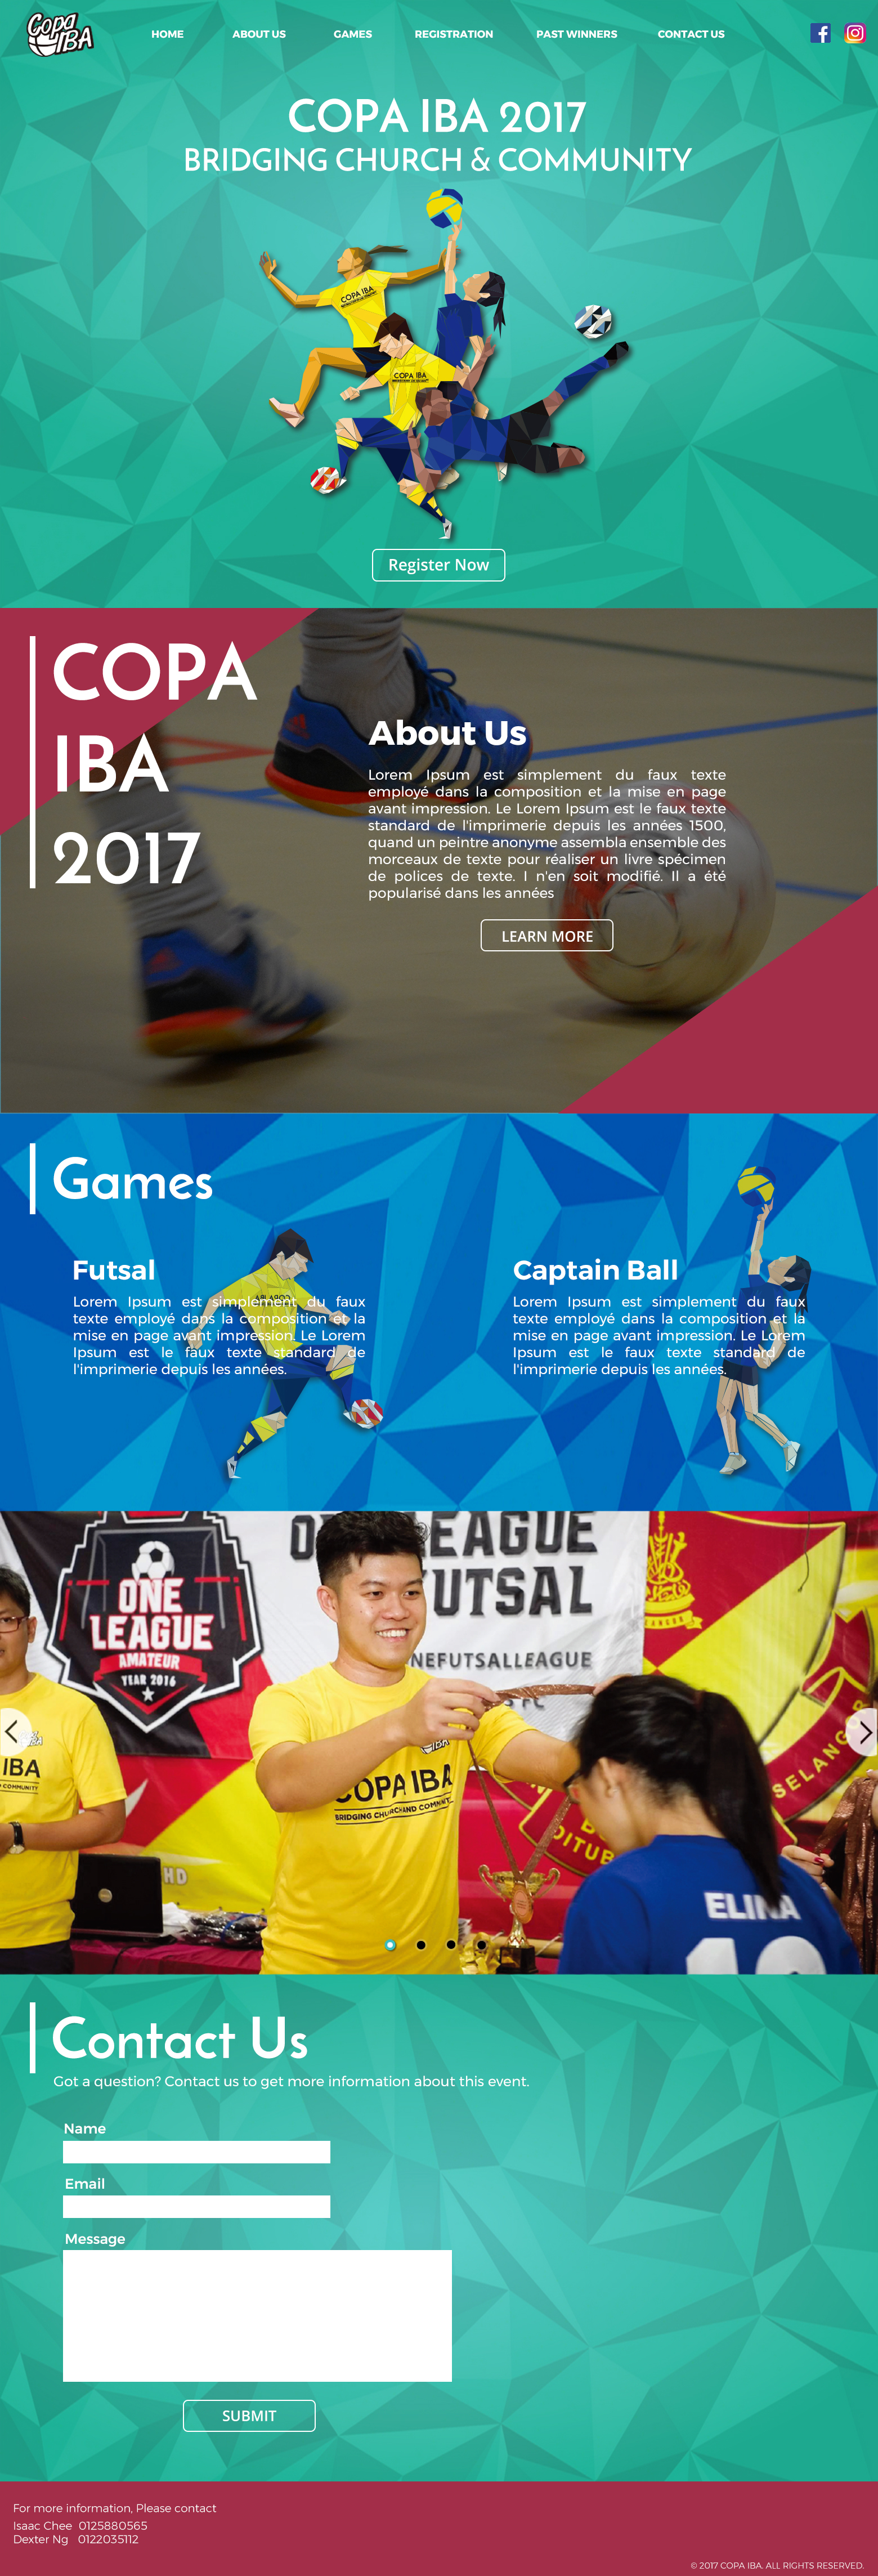 Copa IBA
HOME ABOUT US GAMES REGISTRATION PAST WINNERS CONTACT US
COPA IBA 2017
BRIDGING CHURCH & COMMUNITY
COPA IBA
COPA IBA
Register Now
COPA
IBA
2017
About Us
Lorem Ipsum est simplement du faux texte
employé dans la composition et la mise en page
avant impression. Le Lorem Ipsum est le faux texte
standard de l'imprimerie depuis les années 1500,
quand un peintre anonyme assembla ensemble des
morceaux de texte pour réaliser un livre spécimen
de polices de texte. I n'en soit modifié. Il a été
popularisé dans les années
LEARN MORE
Games
Futsal
Lorem Ipsum est simplement du faux
texte employé dans la composition et la
mise en page avant impression. Le Lorem
Ipsum est le faux texte standard de
l'imprimerie depuis les années.
COPA IBA
Captain Ball
Lorem Ipsum est simplement du faux
texte employé dans la composition et la
mise en page avant impression. Le Lorem
Ipsum est le faux texte standard de
l'imprimerie depuis les années.
ONE
LEAGUE
AMATEUR
YEAR 2016
EAGUE
UTSAL
NEFUTSALLEAGUE
FC
SELANG
DITUB
HD
IBA
COPA IBA
BRIDGING CHURCH AND COMMUNITY
ELINA
Contact Us
Got a question? Contact us to get more information about this event.
Name
Email
Message
SUBMIT
For more information, Please contact
Isaac Chee 0125880565
Dexter Ng 0122035112
© 2017 COPA IBA. ALL RIGHTS RESERVED.